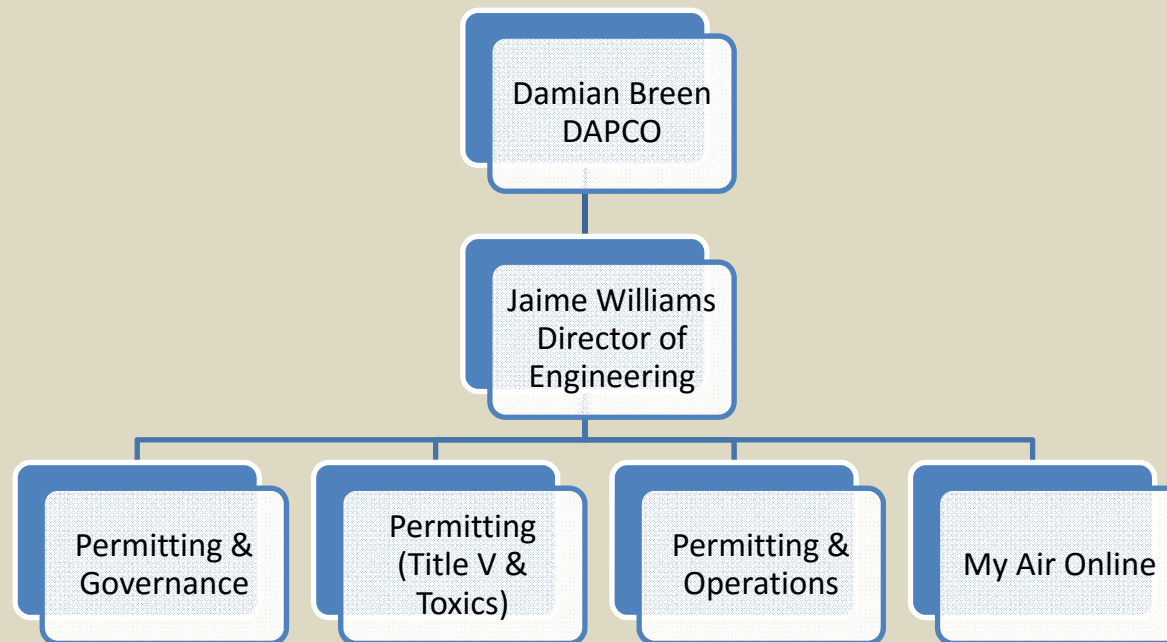 Damian Breen
DAPCO
Jaime Williams
Director of
Engineering
Permitting &
Governance
Permitting
(Title V &
Toxics)
Permitting &
Operations
My Air Online